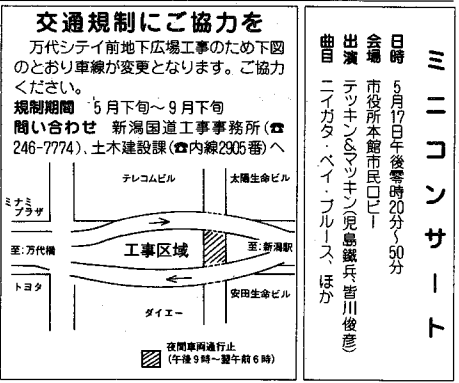 交通規制にご協力を
万代シテイ前地下広場工事のため下図
のとおり車線が変更となります。ご協力
ください。
規制期間 5月下旬〜9月下旬
問い合わせ 新潟国道工事事務所(☎
246-7774)、土木建設課(☎内線2905番)へ
テレコムビル
太陽生命ビル
ミナミ
プラザ
至:万代橋
工事区域
至:新潟駅
トヨタ
ダイエー
安田生命ビル
夜間車両通行止
(午後9時〜翌午前6時)
ミニコンサート
日時 5月17日午後零時20分〜50分
会場 市役所本館市民ロビー
出演 テッキン&マッキン(児島鐵兵、皆川俊彦)
曲目 ニイガタ・ベイ・ブルース、ほか